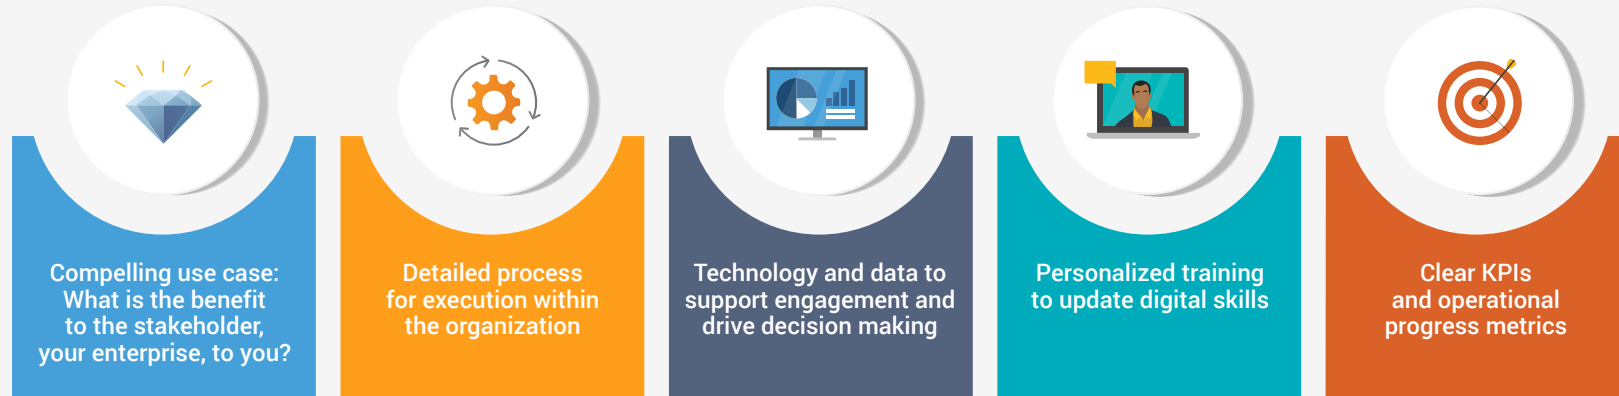 Compelling use case:
What is the benefit
to the stakeholder,
your enterprise, to you?
Detailed process
for execution within
the organization
Technology and data to
support engagement and
drive decision making
Personalized training
to update digital skills
Clear KPIs
and operational
progress metrics